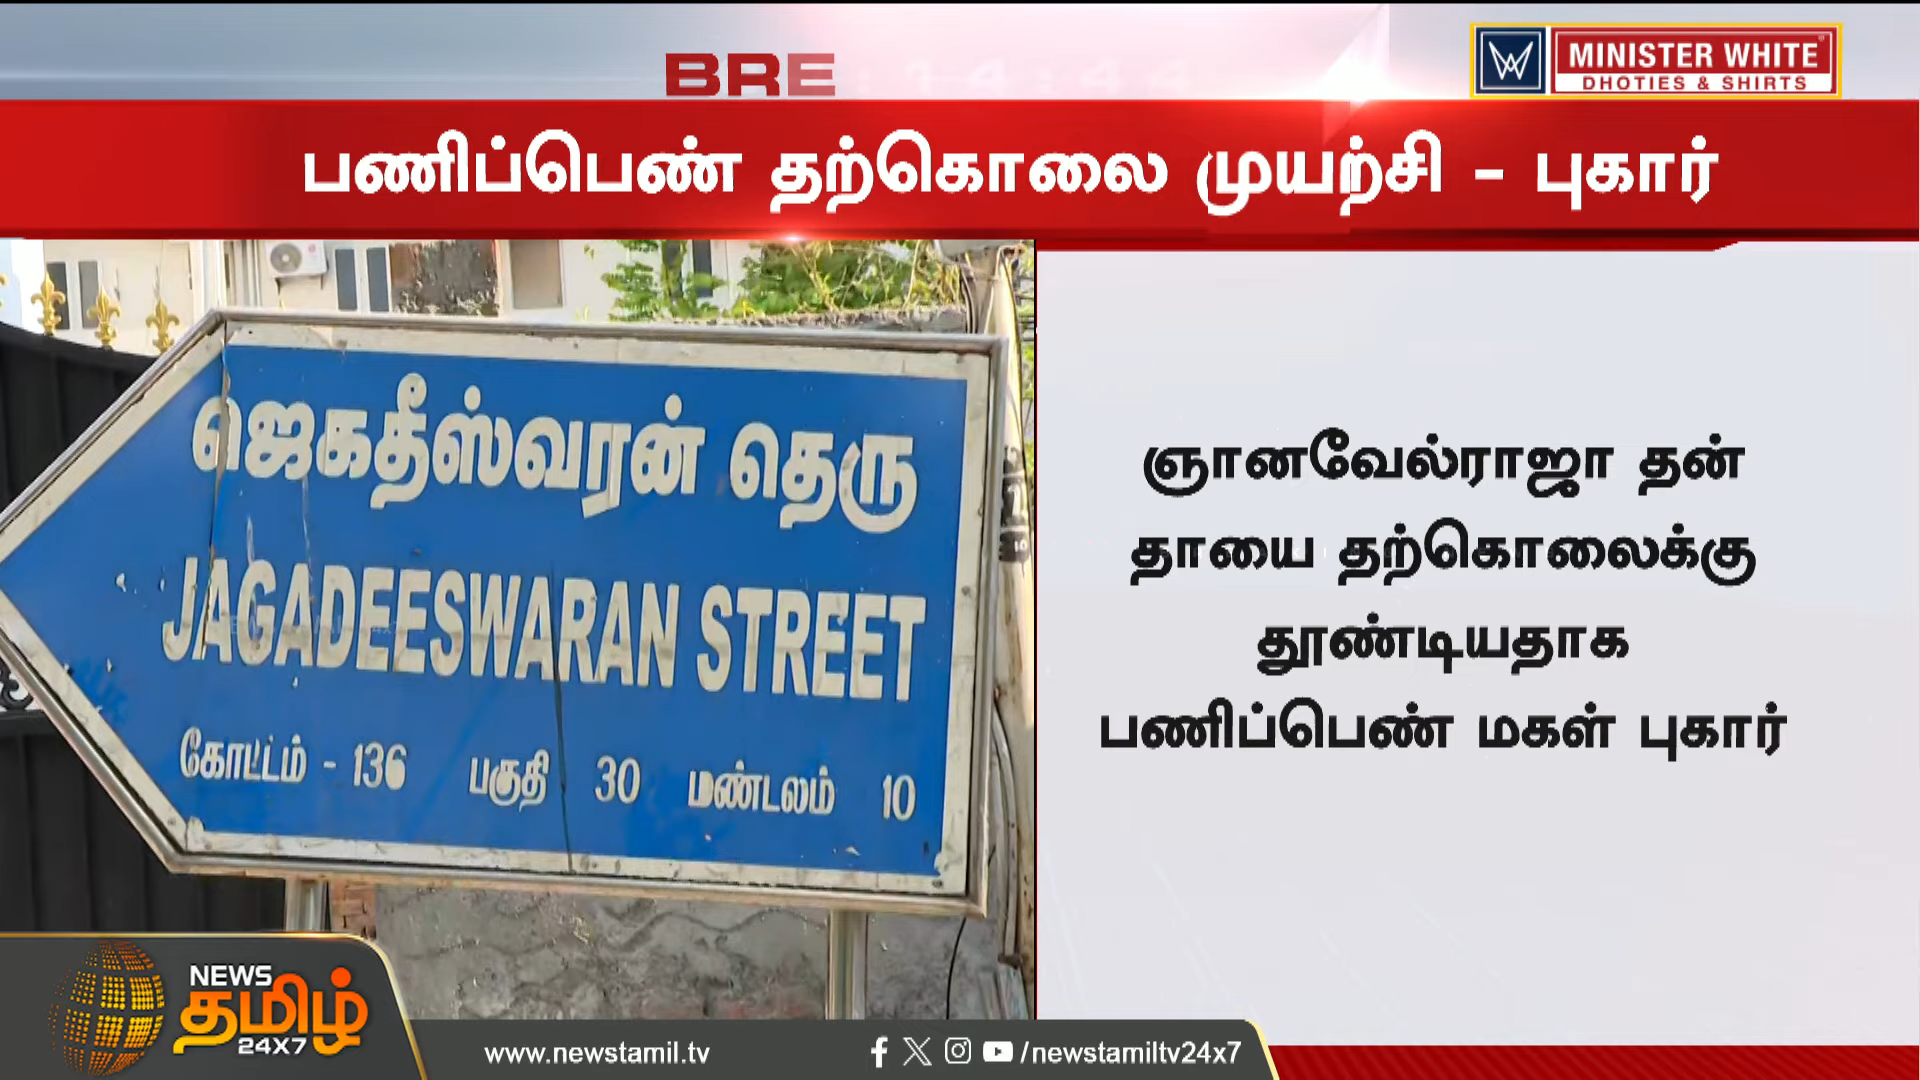 BRE
MINISTER WHITE
DHOTIES & SHIRTS
பணிப்பெண் தற்கொலை முயற்சி - புகார்
ஜெகதீஸ்வரன் தெரு
JAGADEESWARAN STREET
கோட்டம் - 136 பகுதி 30 மண்டலம் 10
ஞானவேல்ராஜா தன்
தாயை தற்கொலைக்கு
தூண்டியதாக
பணிப்பெண் மகள் புகார்
NEWS
தமிழ்
24X7
www.newstamil.tv
/newstamiltv24x7